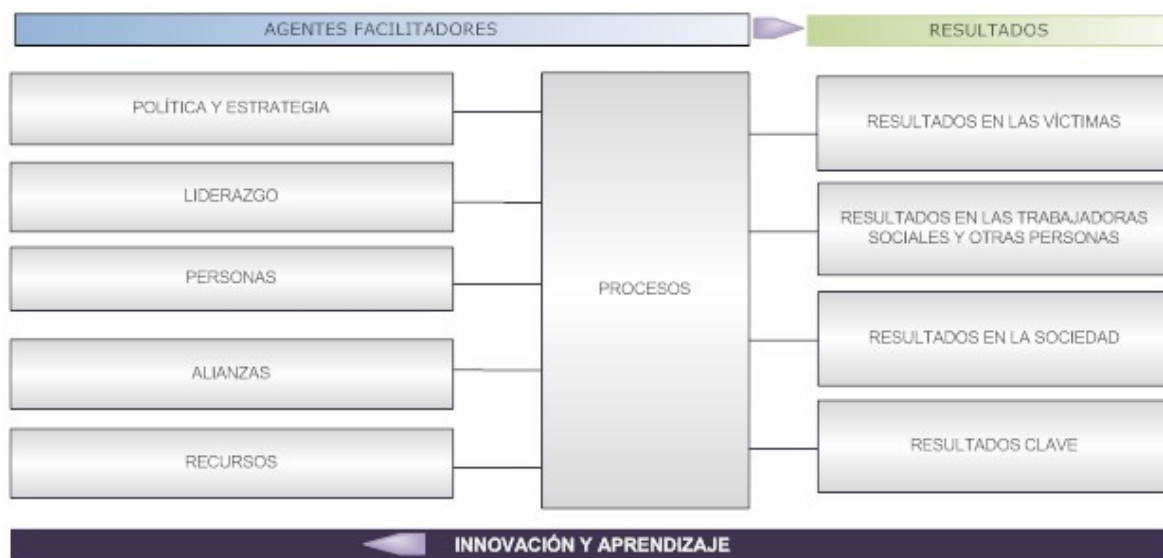 AGENTES FACILITADORES
RESULTADOS
POLÍTICA Y ESTRATEGIA
LIDERAZGO
PERSONAS
ALIANZAS
RECURSOS
PROCESOS
RESULTADOS EN LAS VÍCTIMAS
RESULTADOS EN LAS TRABAJADORAS
SOCIALES Y OTRAS PERSONAS
RESULTADOS EN LA SOCIEDAD
RESULTADOS CLAVE
INNOVACIÓN Y APRENDIZAJE